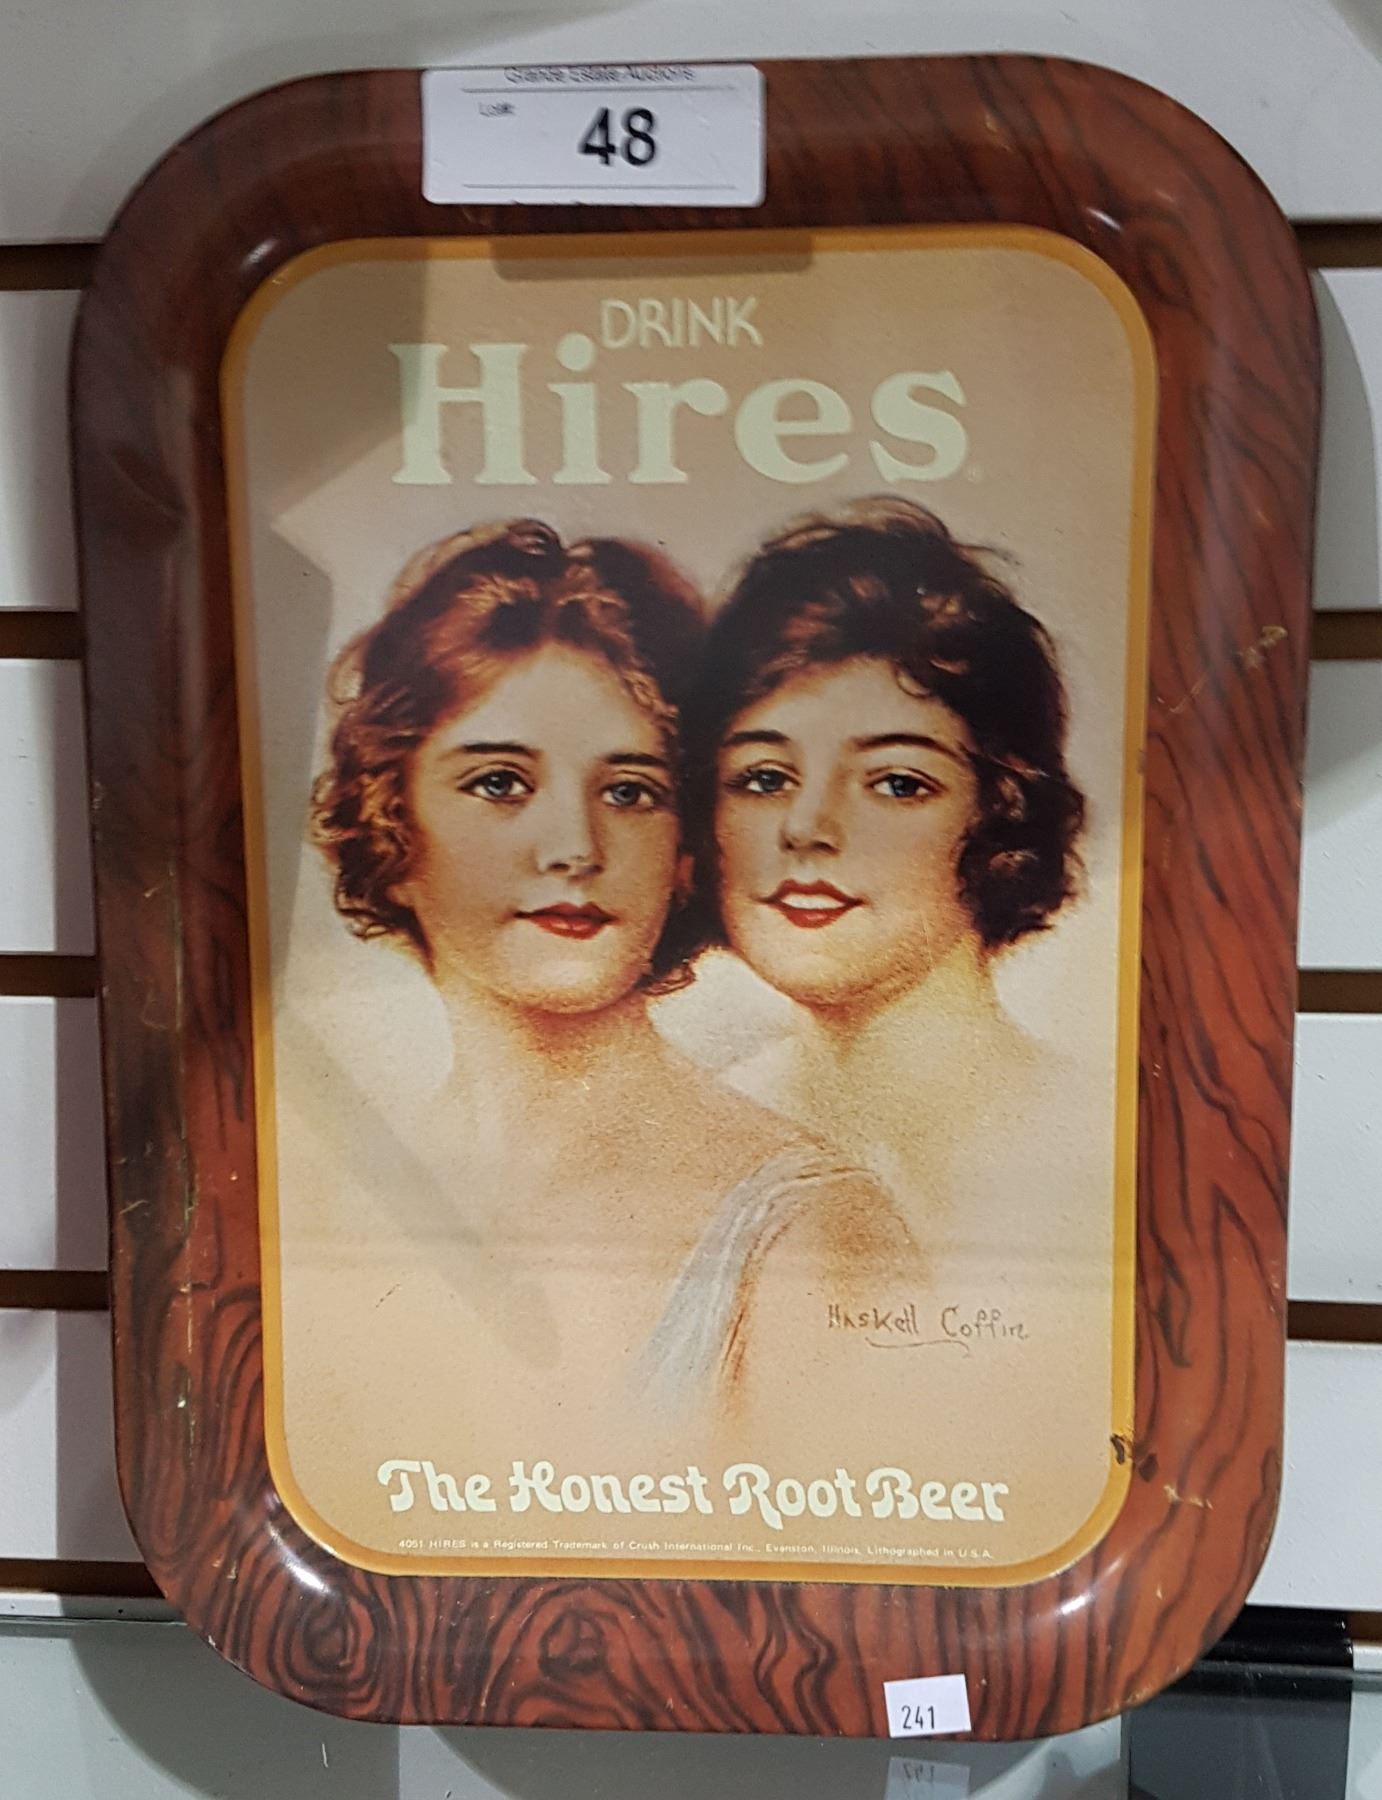 Grande Estate Auctions
Lot#:
48
DRINK
Hires®
Haskell Coffin
The Honest Root Beer
4051 HIRES is a Registered Trademark of Crush International Inc., Evanston, Illinois, Lithographed in U.S.A.
241